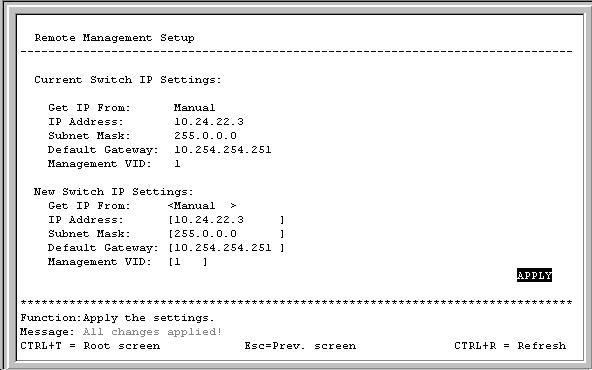 Remote Management Setup
Current Switch IP Settings:
Get IP From: Manual
IP Address: 10.24.22.3
Subnet Mask: 255.0.0.0
Default Gateway: 10.254.254.251
Management VID: 1
New Switch IP Settings:
Get IP From: <Manual >
IP Address: [10.24.22.3 ]
Subnet Mask: [255.0.0.0 ]
Default Gateway: [10.254.254.251 ]
Management VID: [1 ]
APPLY
Function:Apply the settings.
Message: All changes applied!
CTRL+T = Root screen Esc=Prev. screen CTRL+R = Refresh